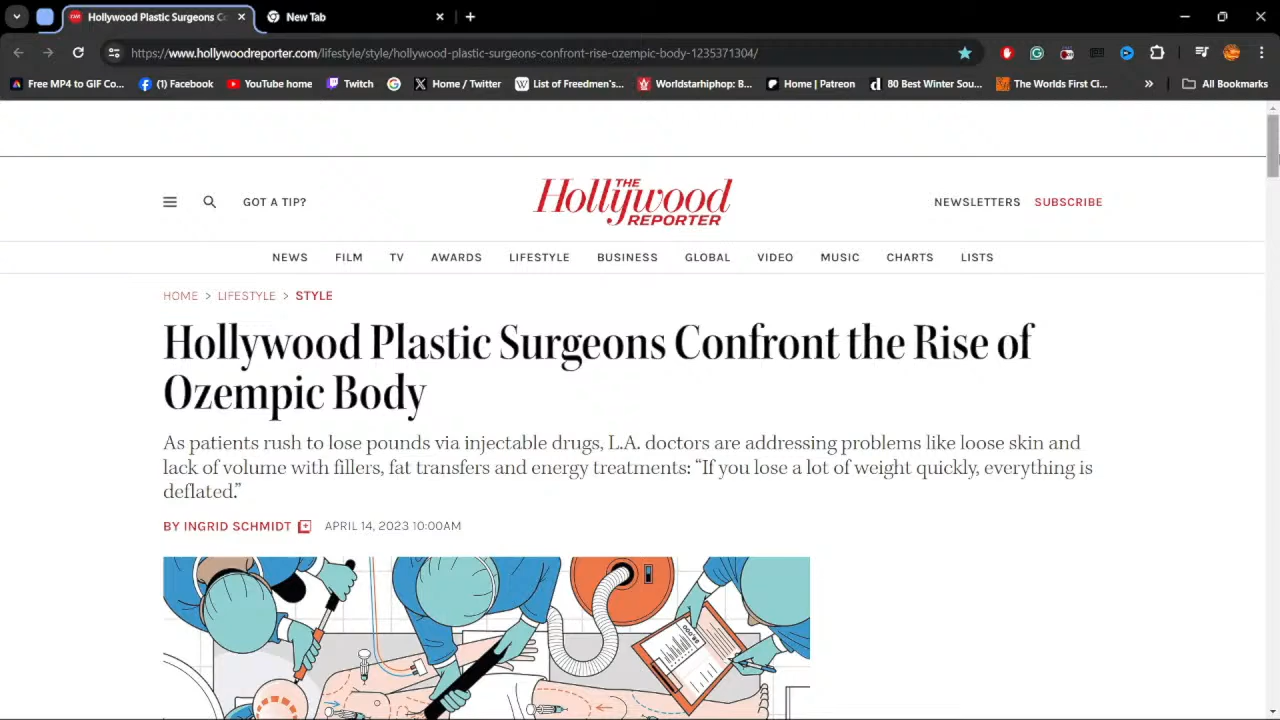 Hollywood Plastic Surgeons Co
New Tab
https://www.hollywoodreporter.com/lifestyle/style/hollywood-plastic-surgeons-confront-rise-ozempic-body-1235371304/
Free MP4 to GIF Co...
(1) Facebook
YouTube home
Twitch
Home / Twitter
List of Freedmen's...
Worldstarhiphop: B...
Home | Patreon
80 Best Winter Sou...
The Worlds First Ci...
»
All Bookmarks
GOT A TIP?
THE
Hollywood
REPORTER
NEWSLETTERS
SUBSCRIBE
NEWS FILM TV AWARDS LIFESTYLE BUSINESS GLOBAL VIDEO MUSIC CHARTS LISTS
HOME > LIFESTYLE > STYLE
Hollywood Plastic Surgeons Confront the Rise of
Ozempic Body
As patients rush to lose pounds via injectable drugs, L.A. doctors are addressing problems like loose skin and
lack of volume with fillers, fat transfers and energy treatments: “If you lose a lot of weight quickly, everything is
deflated.”
BY INGRID SCHMIDT
APRIL 14, 2023 10:00AM